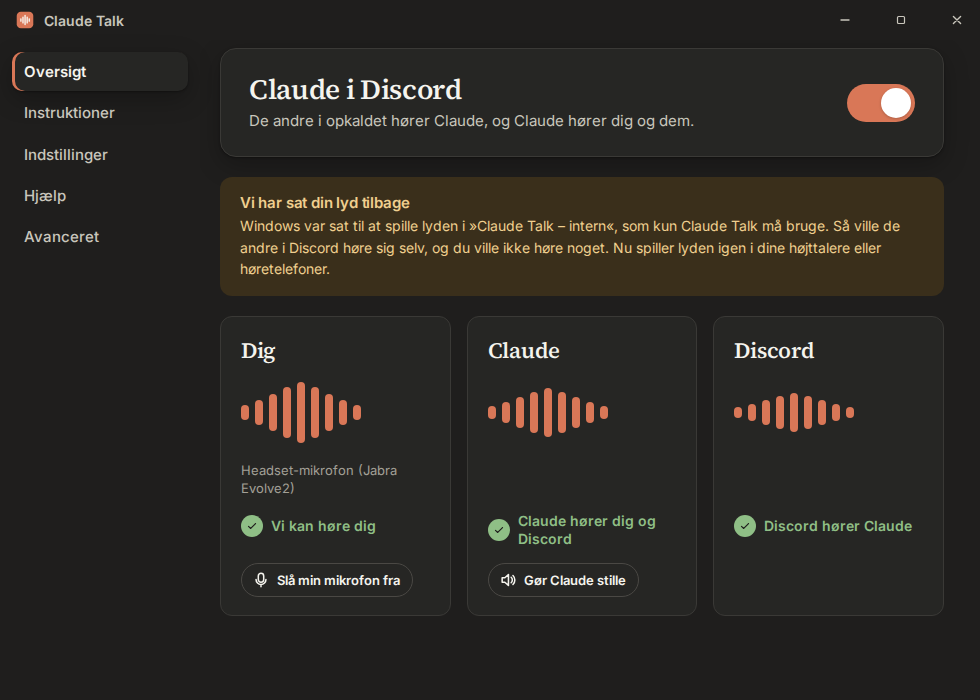 Claude Talk
Oversigt
Instruktioner
Indstillinger
Hjælp
Avanceret
Claude i Discord
De andre i opkaldet hører Claude, og Claude hører dig og dem.
Vi har sat din lyd tilbage
Windows var sat til at spille lyden i »Claude Talk – intern«, som kun Claude Talk må bruge. Så ville de
andre i Discord høre sig selv, og du ville ikke høre noget. Nu spiller lyden igen i dine højttalere eller
høretelefoner.
Dig
Headset-mikrofon (Jabra
Evolve2)
Vi kan høre dig
Slå min mikrofon fra
Claude
Claude hører dig og
Discord
Gør Claude stille
Discord
Discord hører Claude